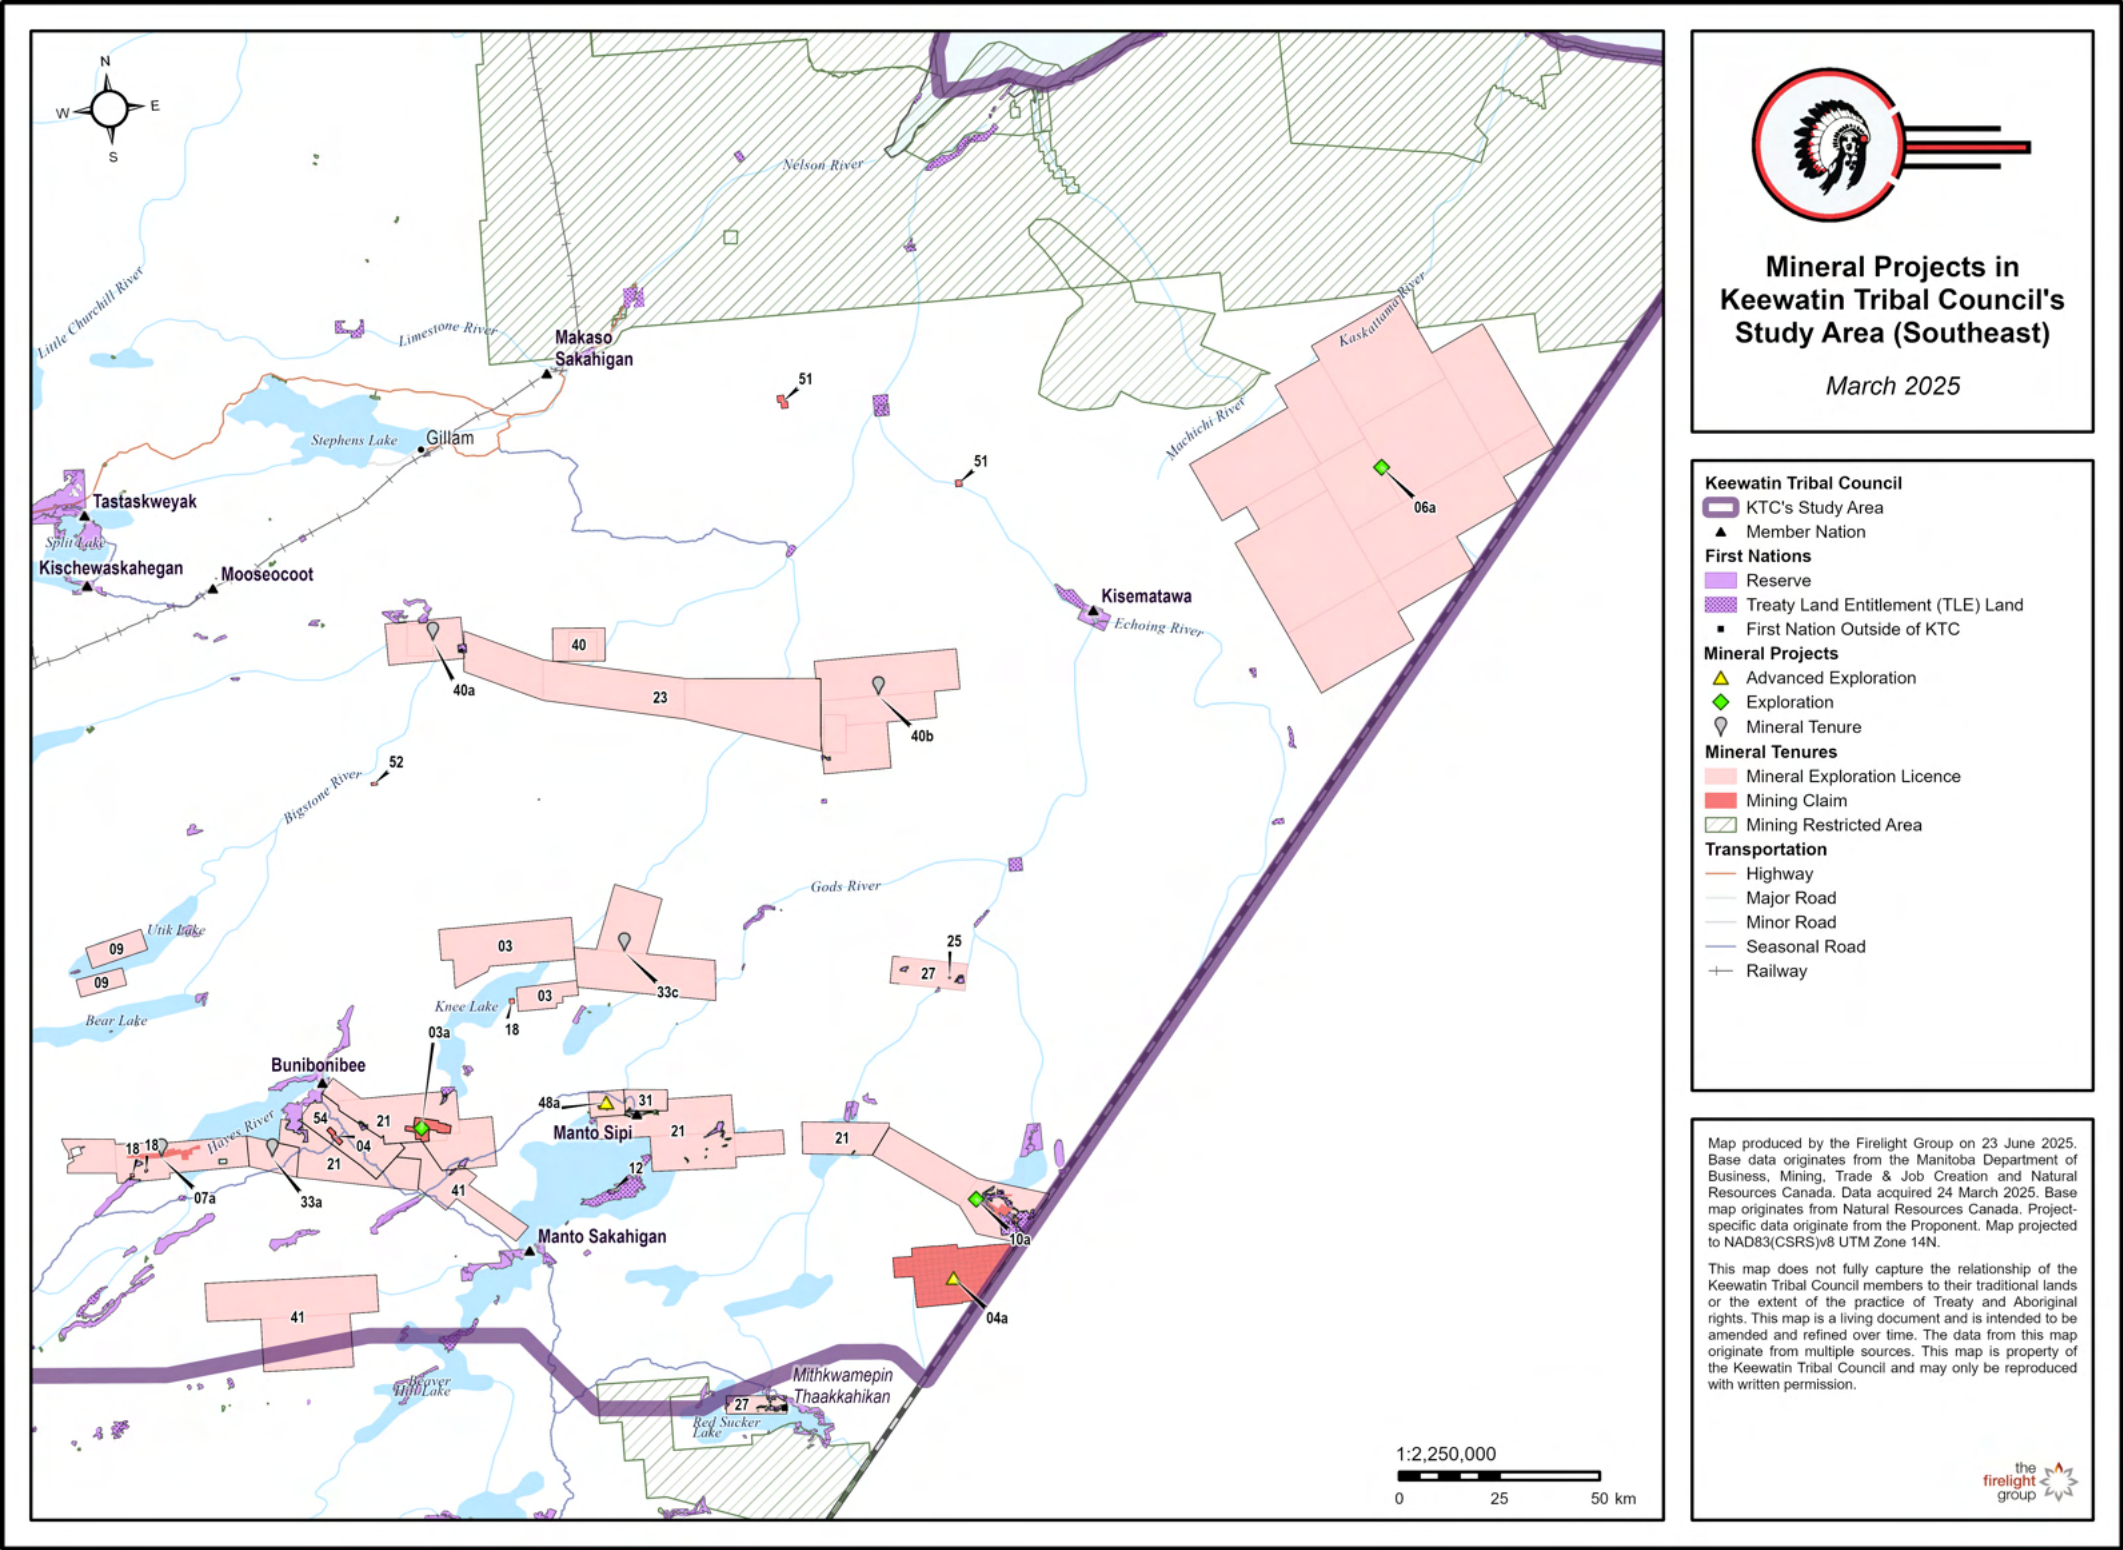 N
W
E
S
Nelson River
Little Churchill River
Limestone River
Makaso
Sakahigan
Kaskattama River
51
Machichi River
Stephens Lake
Gillam
51
06a
Tastaskweyak
Split Lake
Kischewaskahegan
Mooseocoot
Kisematawa
Echoing River
40
40a
23
40b
52
Bigstone River
Gods River
Utik Lake
09
09
03
25
27
33c
03
Knee Lake
18
Bear Lake
03a
Bunibonibee
48a
31
54
21
Manto Sipi
21
21
Hayes River
04
18
18
21
12
07a
33a
41
Manto Sakahigan
10a
41
04a
Mithkwamepin
Thaakkahikan
Beaver
Hill Lake
27
Red Sucker
Lake
1:2,250,000
0
25
50 km
Mineral Projects in
Keewatin Tribal Council's
Study Area (Southeast)
March 2025
Keewatin Tribal Council
KTC's Study Area
Member Nation
First Nations
Reserve
Treaty Land Entitlement (TLE) Land
First Nation Outside of KTC
Mineral Projects
Advanced Exploration
Exploration
Mineral Tenure
Mineral Tenures
Mineral Exploration Licence
Mining Claim
Mining Restricted Area
Transportation
Highway
Major Road
Minor Road
Seasonal Road
Railway
Map produced by the Firelight Group on 23 June 2025.
Base data originates from the Manitoba Department of
Business, Mining, Trade & Job Creation and Natural
Resources Canada. Data acquired 24 March 2025. Base
map originates from Natural Resources Canada. Project-
specific data originate from the Proponent. Map projected
to NAD83(CSRS)v8 UTM Zone 14N.
This map does not fully capture the relationship of the
Keewatin Tribal Council members to their traditional lands
or the extent of the practice of Treaty and Aboriginal
rights. This map is a living document and is intended to be
amended and refined over time. The data from this map
originate from multiple sources. This map is property of
the Keewatin Tribal Council and may only be reproduced
with written permission.
the
firelight
group